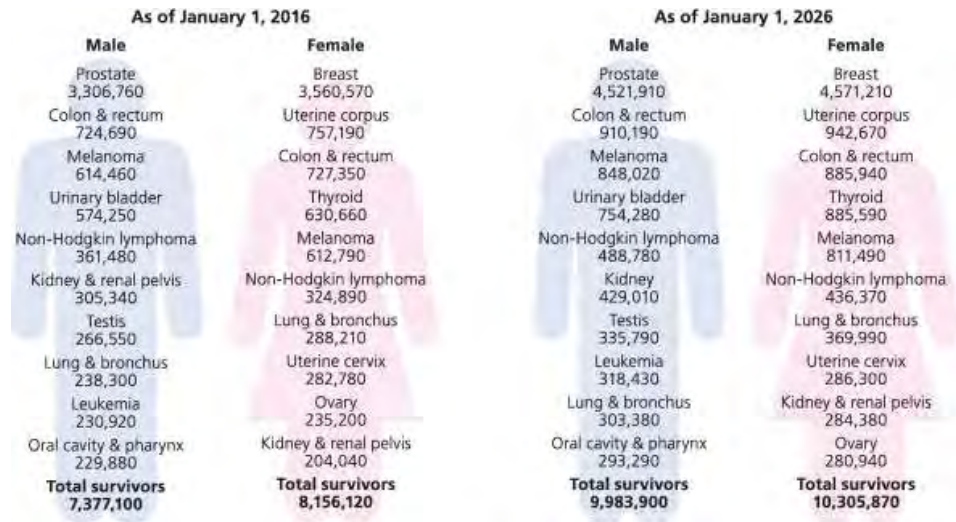 As of January 1, 2016
Male
Prostate
3,306,760
Colon & rectum
724,690
Melanoma
614,460
Urinary bladder
574,250
Non-Hodgkin lymphoma
361,480
Kidney & renal pelvis
305,340
Testis
266,550
Lung & bronchus
238,300
Leukemia
230,920
Oral cavity & pharynx
229,880
Total survivors
7,377,100
Female
Breast
3,560,570
Uterine corpus
757,190
Colon & rectum
727,350
Thyroid
630,660
Melanoma
612,790
Non-Hodgkin lymphoma
324,890
Lung & bronchus
288,210
Uterine cervix
282,780
Ovary
235,200
Kidney & renal pelvis
204,040
Total survivors
8,156,120
As of January 1, 2026
Male
Prostate
4,521,910
Colon & rectum
910,190
Melanoma
848,020
Urinary bladder
754,280
Non-Hodgkin lymphoma
488,780
Kidney
429,010
Testis
335,790
Leukemia
318,430
Lung & bronchus
303,380
Oral cavity & pharynx
293,290
Total survivors
9,983,900
Female
Breast
4,571,210
Uterine corpus
942,670
Colon & rectum
885,940
Thyroid
885,590
Melanoma
811,490
Non-Hodgkin lymphoma
436,370
Lung & bronchus
369,990
Uterine cervix
286,300
Kidney & renal pelvis
284,380
Ovary
280,940
Total survivors
10,305,870